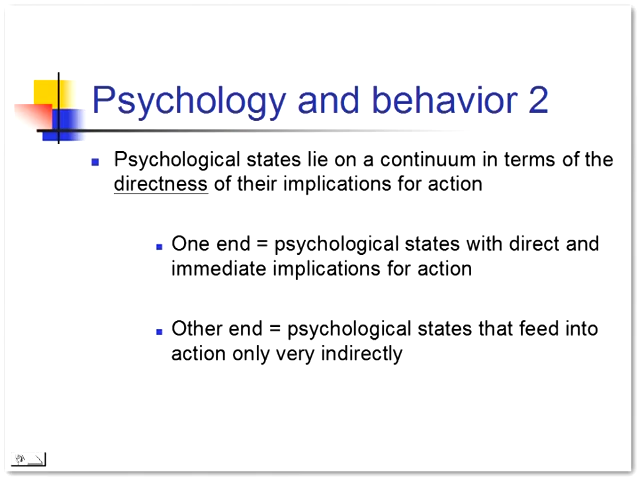 Psychology and behavior 2
Psychological states lie on a continuum in terms of the
directness of their implications for action
One end = psychological states with direct and
immediate implications for action
Other end = psychological states that feed into
action only very indirectly